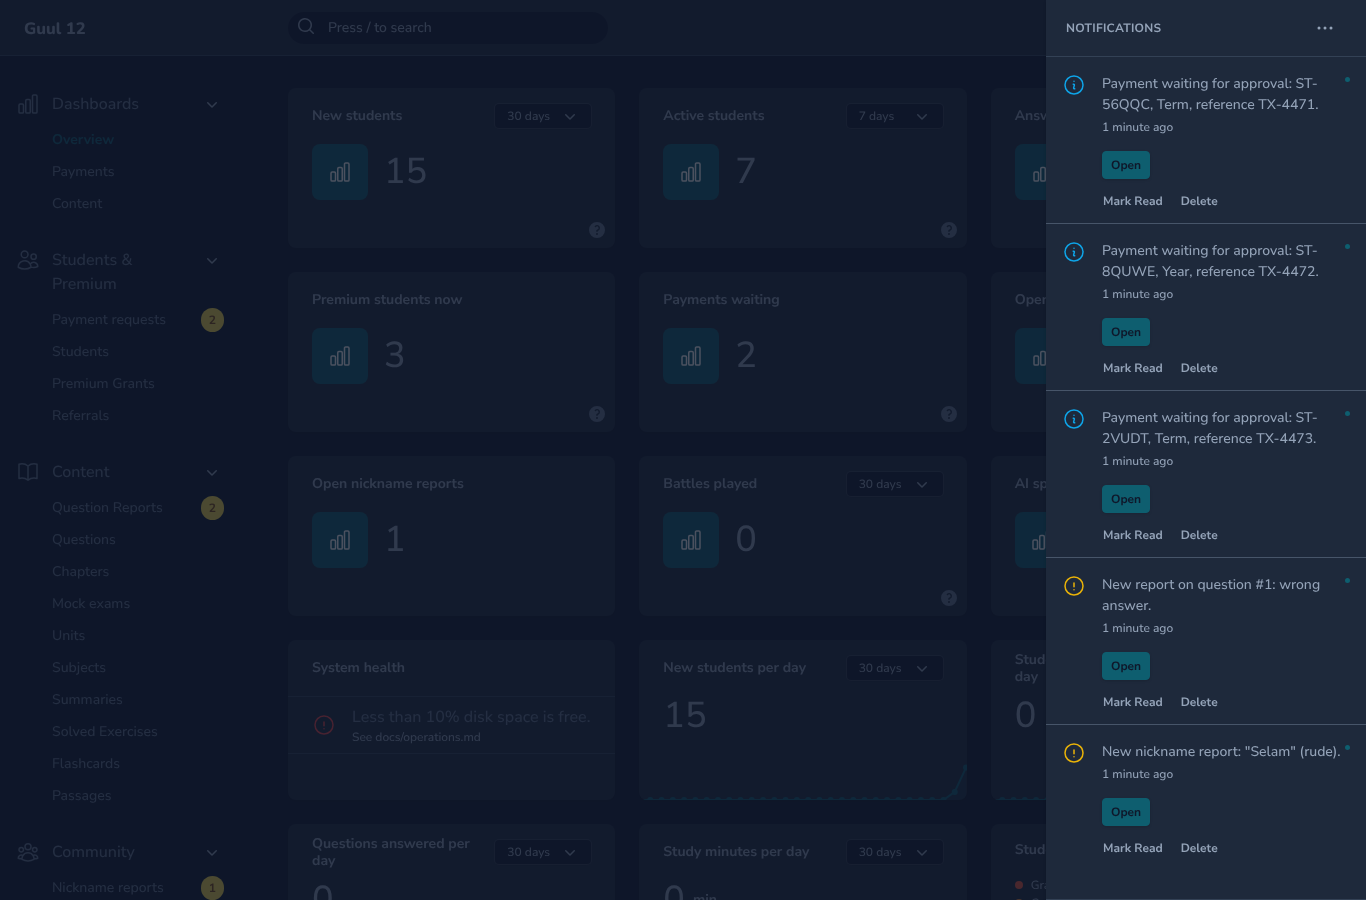 Guul 12
Press / to search
Dashboards
Overview
Payments
Content
Students &
Premium
Payment requests 2
Students
Premium Grants
Referrals
Content
Question Reports 2
Questions
Chapters
Mock exams
Units
Subjects
Summaries
Solved Exercises
Flashcards
Passages
Community
Nickname reports 1
New students 30 days
15
?
Active students 7 days
7
?
Premium students now
3
?
Payments waiting
2
?
Open nickname reports
1
Battles played 30 days
0
?
System health
Less than 10% disk space is free.
See docs/operations.md
New students per day 30 days
15
0
Questions answered per
day
30 days
0
Study minutes per day 30 days
0 min
NOTIFICATIONS
Payment waiting for approval: ST-
56QQC, Term, reference TX-4471.
1 minute ago
Open
Mark Read Delete
Payment waiting for approval: ST-
8QUWE, Year, reference TX-4472.
1 minute ago
Open
Mark Read Delete
Payment waiting for approval: ST-
2VUDT, Term, reference TX-4473.
1 minute ago
Open
Mark Read Delete
New report on question #1: wrong
answer.
1 minute ago
Open
Mark Read Delete
New nickname report: "Selam" (rude).
1 minute ago
Open
Mark Read Delete